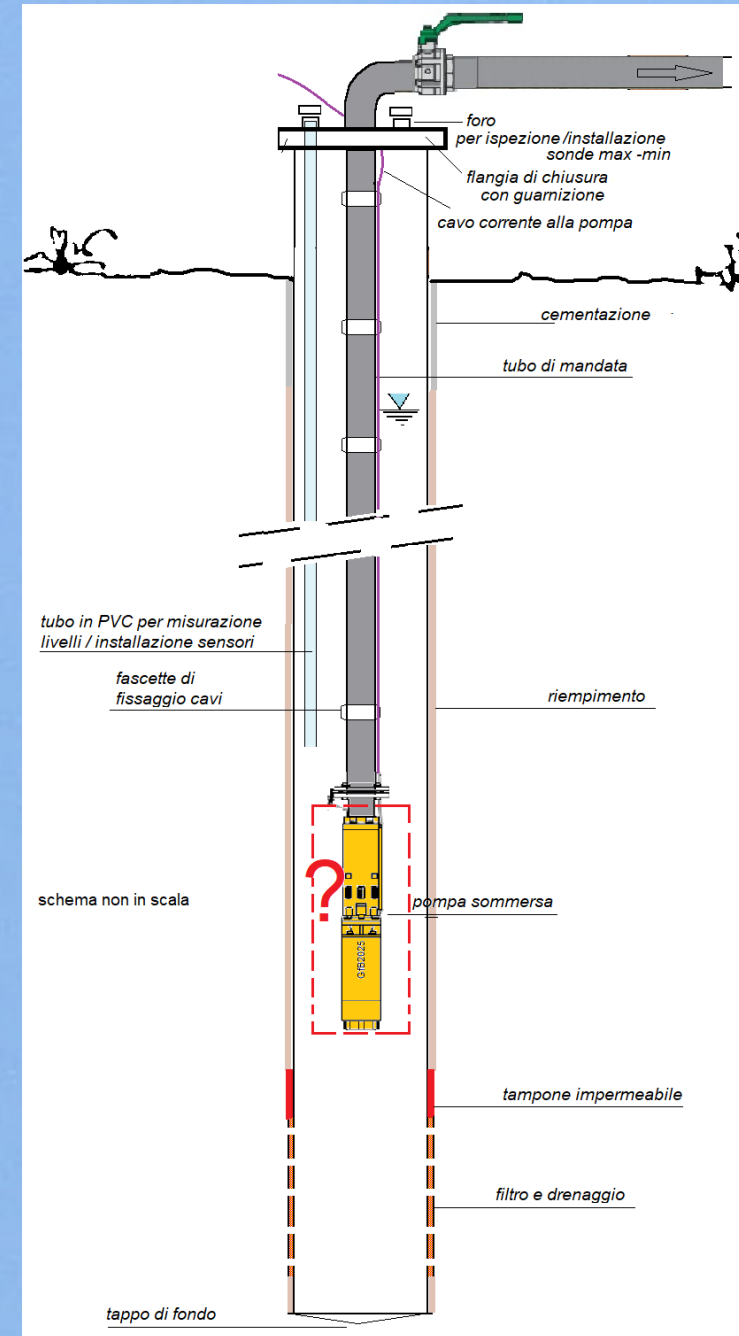 foro
per ispezione /installazione
sonde max -min
flangia di chiusura
con guarnizione
cavo corrente alla pompa
cementazione
tubo di mandata
tubo in PVC per misurazione
livelli / installazione sensori
fascette di
fissaggio cavi
riempimento
?
schema non in scala
pompa sommersa
GfB2025
tampone impermeabile
filtro e drenaggio
tappo di fondo